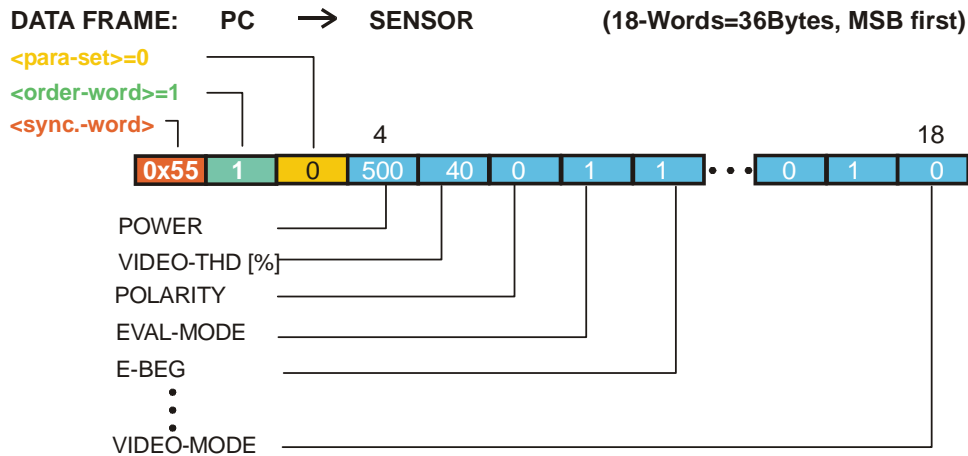 DATA FRAME: PC → SENSOR (18-Words=36Bytes, MSB first)
<para-set>=0
<order-word>=1
<sync.-word>
4 18
0x55 1 0 500 40 0 1 1 ••• 0 1 0
POWER
VIDEO-THD [%]
POLARITY
EVAL-MODE
E-BEG
VIDEO-MODE